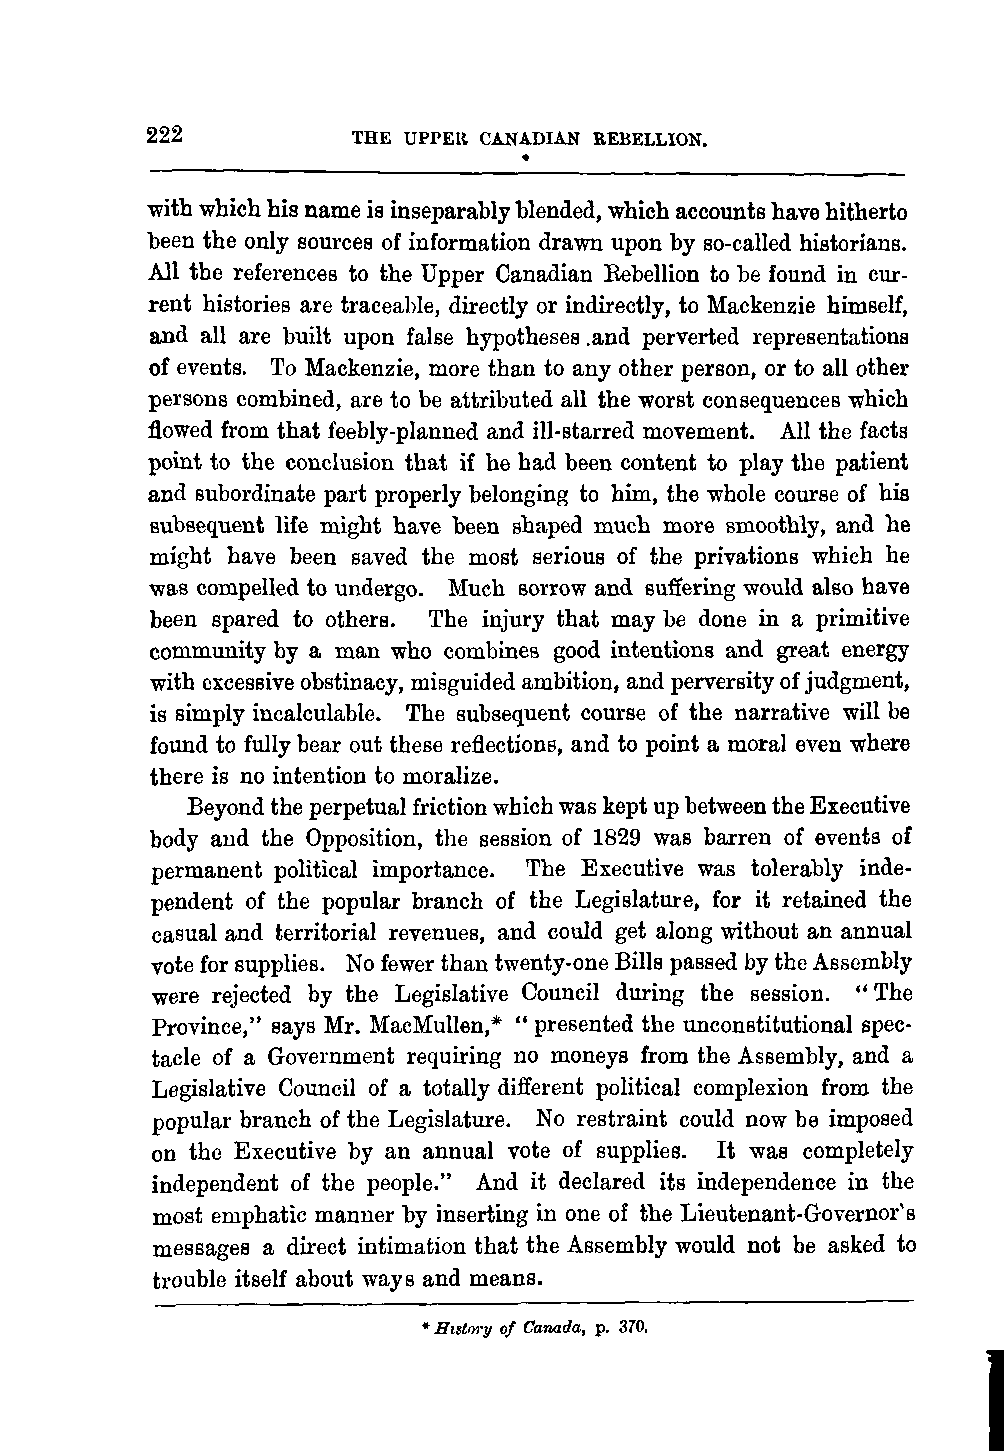 222 THE UPPER CANADIAN REBELLION.
with which his name is inseparably blended, which accounts have hitherto
been the only sources of information drawn upon by so-called historians.
All the references to the Upper Canadian Rebellion to be found in cur-
rent histories are traceable, directly or indirectly, to Mackenzie himself,
and all are built upon false hypotheses .and perverted representations
of events. To Mackenzie, more than to any other person, or to all other
persons combined, are to be attributed all the worst consequences which
flowed from that feebly-planned and ill-starred movement. All the facts
point to the conclusion that if he had been content to play the patient
and subordinate part properly belonging to him, the whole course of his
subsequent life might have been shaped much more smoothly, and he
might have been saved the most serious of the privations which he
was compelled to undergo. Much sorrow and suffering would also have
been spared to others. The injury that may be done in a primitive
community by a man who combines good intentions and great energy
with excessive obstinacy, misguided ambition, and perversity of judgment,
is simply incalculable. The subsequent course of the narrative will be
found to fully bear out these reflections, and to point a moral even where
there is no intention to moralize.
Beyond the perpetual friction which was kept up between the Executive
body and the Opposition, the session of 1829 was barren of events of
permanent political importance. The Executive was tolerably inde-
pendent of the popular branch of the Legislature, for it retained the
casual and territorial revenues, and could get along without an annual
vote for supplies. No fewer than twenty-one Bills passed by the Assembly
were rejected by the Legislative Council during the session. "The
Province," says Mr. MacMullen,* "presented the unconstitutional spec-
tacle of a Government requiring no moneys from the Assembly, and a
Legislative Council of a totally different political complexion from the
popular branch of the Legislature. No restraint could now be imposed
on the Executive by an annual vote of supplies. It was completely
independent of the people." And it declared its independence in the
most emphatic manner by inserting in one of the Lieutenant-Governor's
messages a direct intimation that the Assembly would not be asked to
trouble itself about ways and means.
* History of Canada, p. 370.